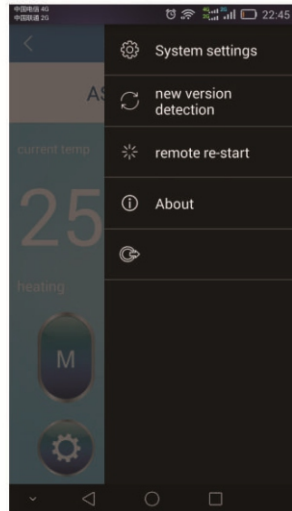 中国电信 4G
中国联通 2G
22:45
System settings
AS
new version
detection
current temp
remote re-start
25
About
heating
M